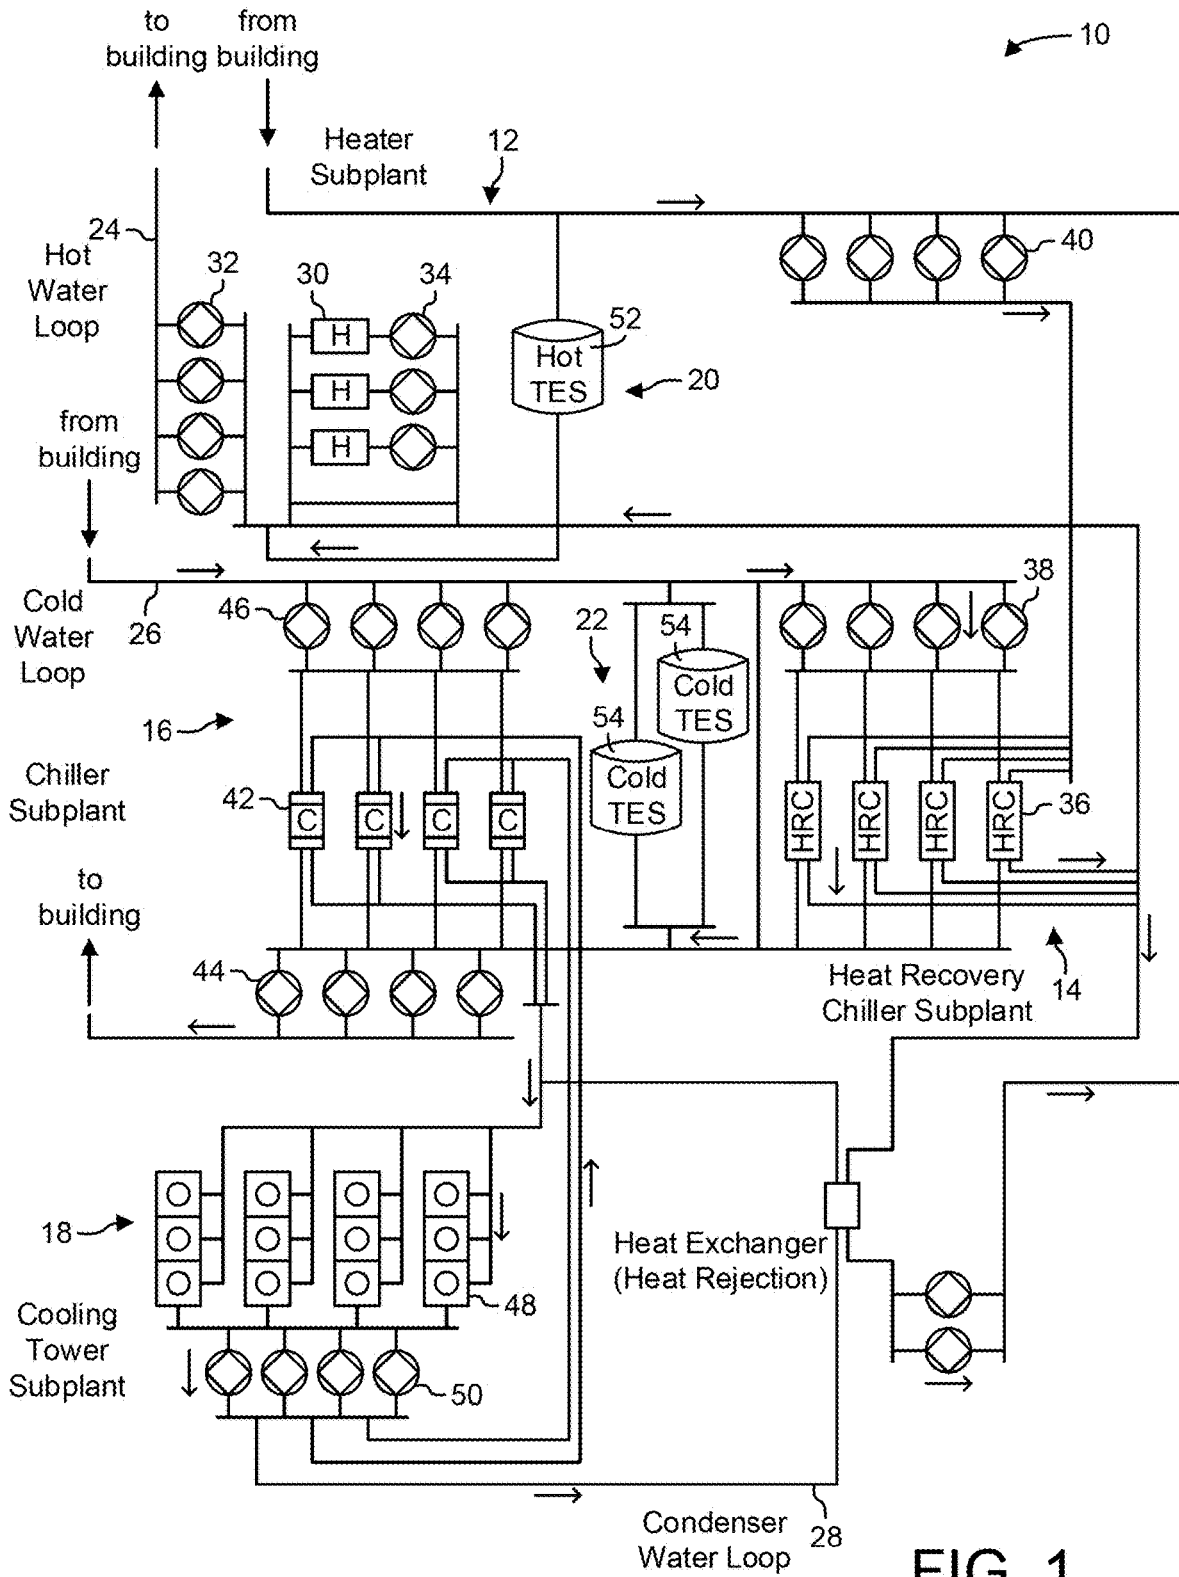 to from
building building
10
Heater
Subplant
12
24
Hot
Water
Loop
32
30
34
40
H
H
H
Hot
TES
52
20
from
building
Cold
Water
Loop
26
46
22
54
38
Cold
TES
54
Cold
TES
16
Chiller
Subplant
42
C
C
C
C
HRC
HRC
HRC
HRC
36
to
building
44
Heat Recovery
Chiller Subplant
14
18
Heat Exchanger
(Heat Rejection)
48
Cooling
Tower
Subplant
50
Condenser
Water Loop
28
FIG. 1